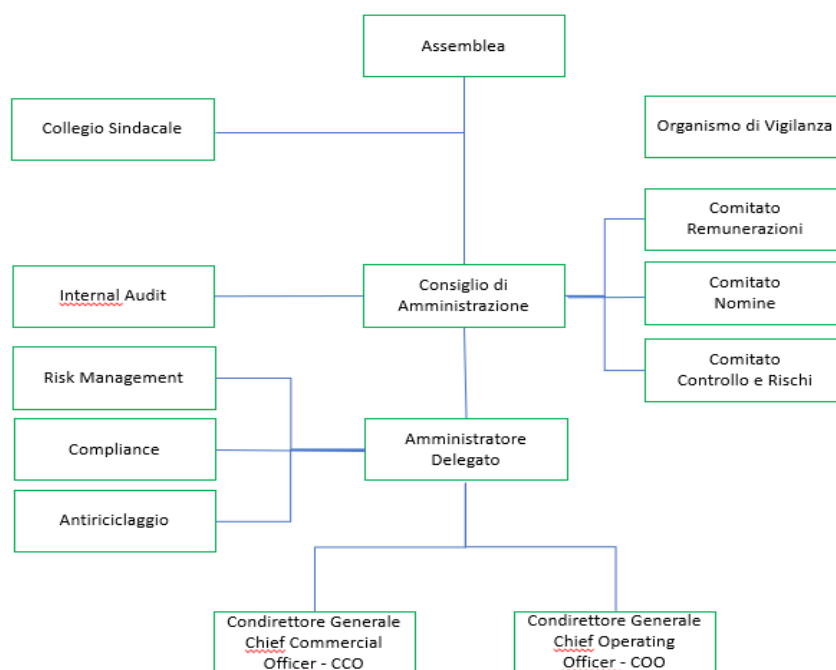 Assemblea
Collegio Sindacale
Organismo di Vigilanza
Comitato
Remunerazioni
Internal Audit
Consiglio di
Amministrazione
Comitato
Nomine
Risk Management
Comitato
Controllo e Rischi
Compliance
Amministratore
Delegato
Antiriciclaggio
Condirettore Generale
Chief Commercial
Officer - CCO
Condirettore Generale
Chief Operating
Officer - COO